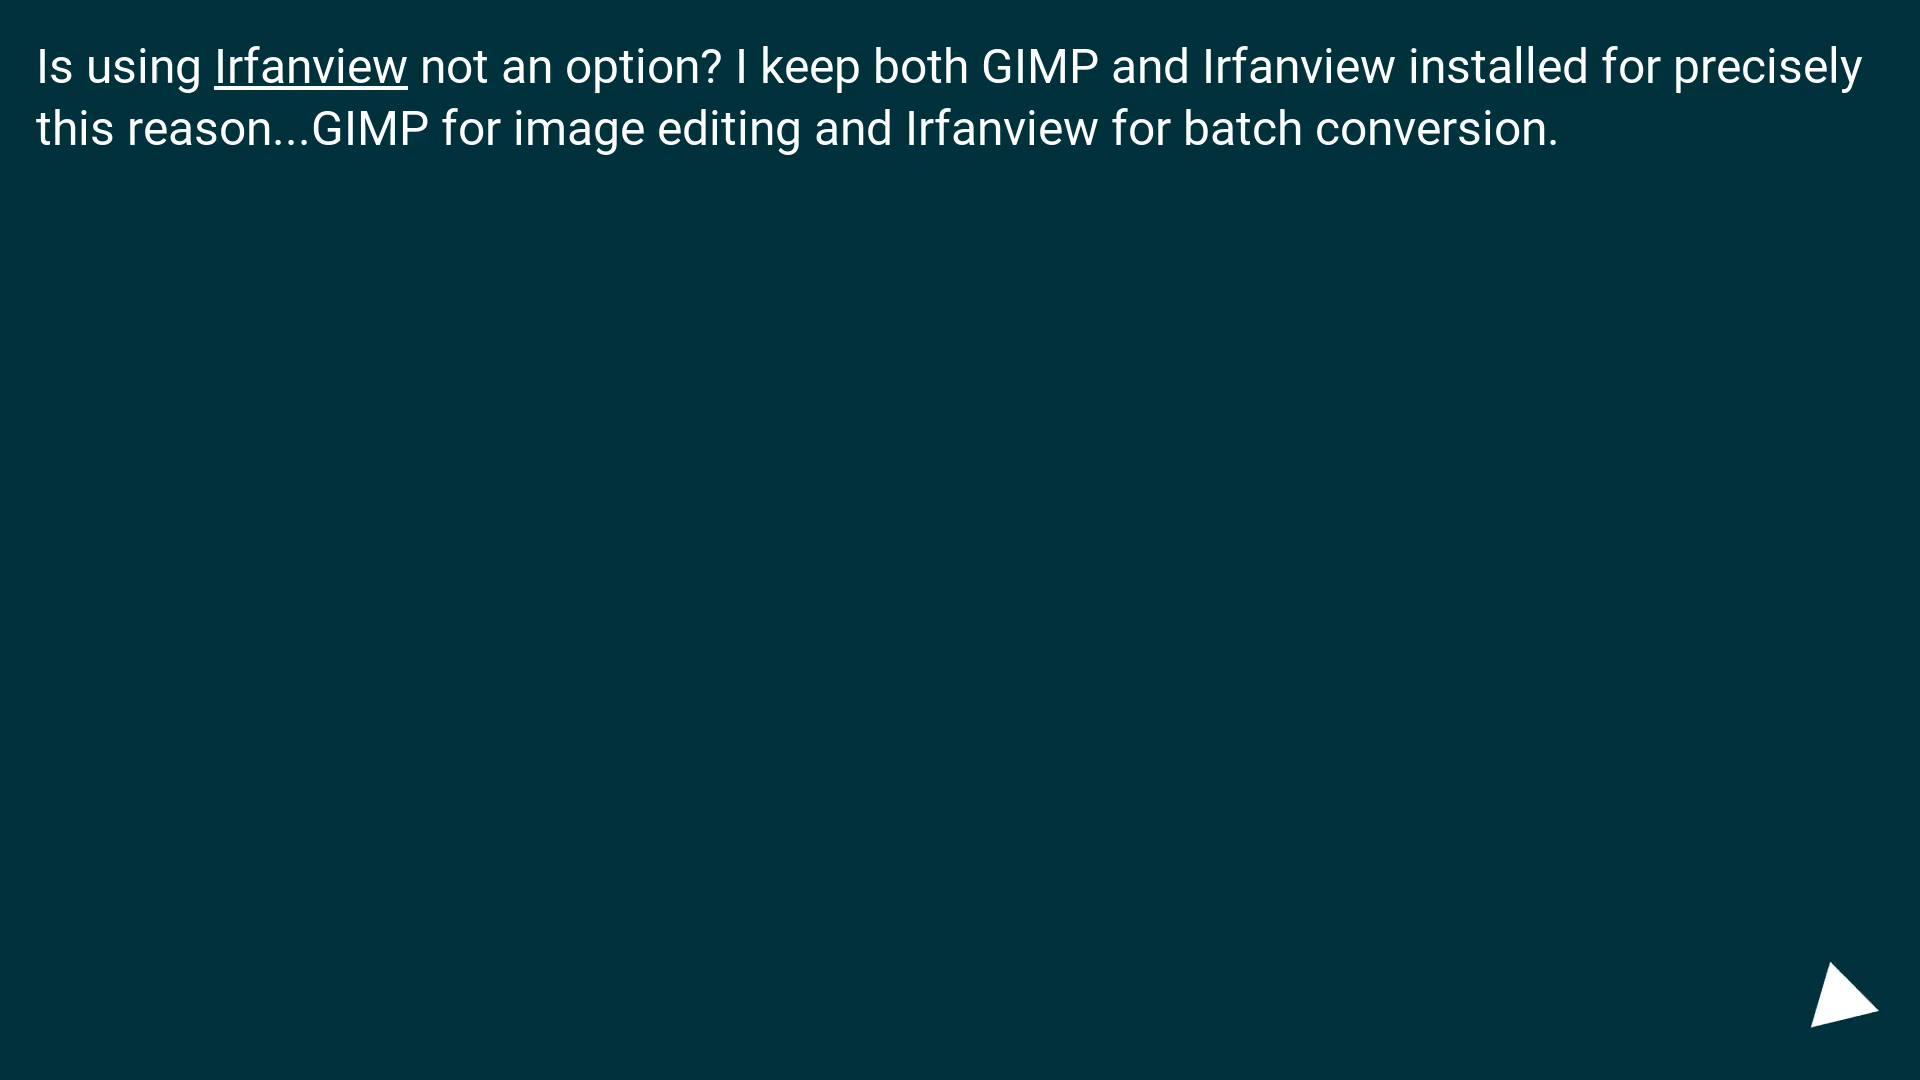 Is using Irfanview not an option? I keep both GIMP and Irfanview installed for precisely
this reason...GIMP for image editing and Irfanview for batch conversion.